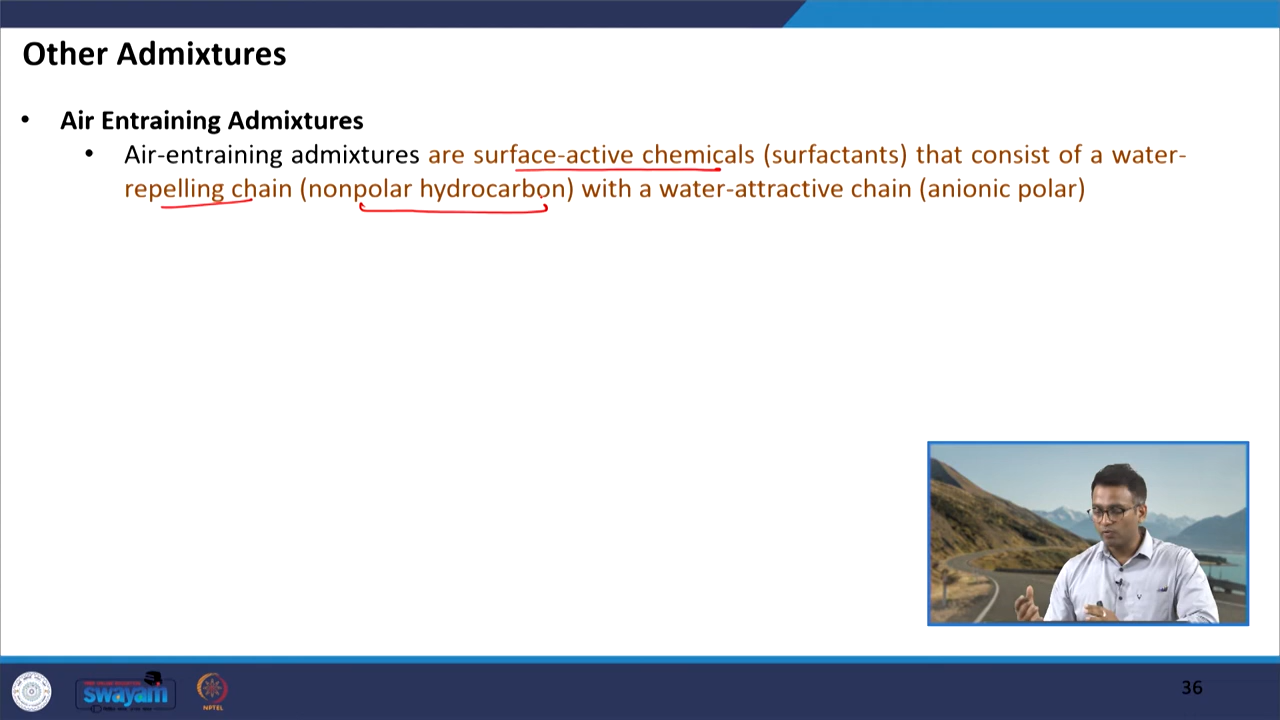 Other Admixtures
• Air Entraining Admixtures
• Air-entraining admixtures are surface-active chemicals (surfactants) that consist of a water-
repelling chain (nonpolar hydrocarbon) with a water-attractive chain (anionic polar)
swayam
NPTEL
36